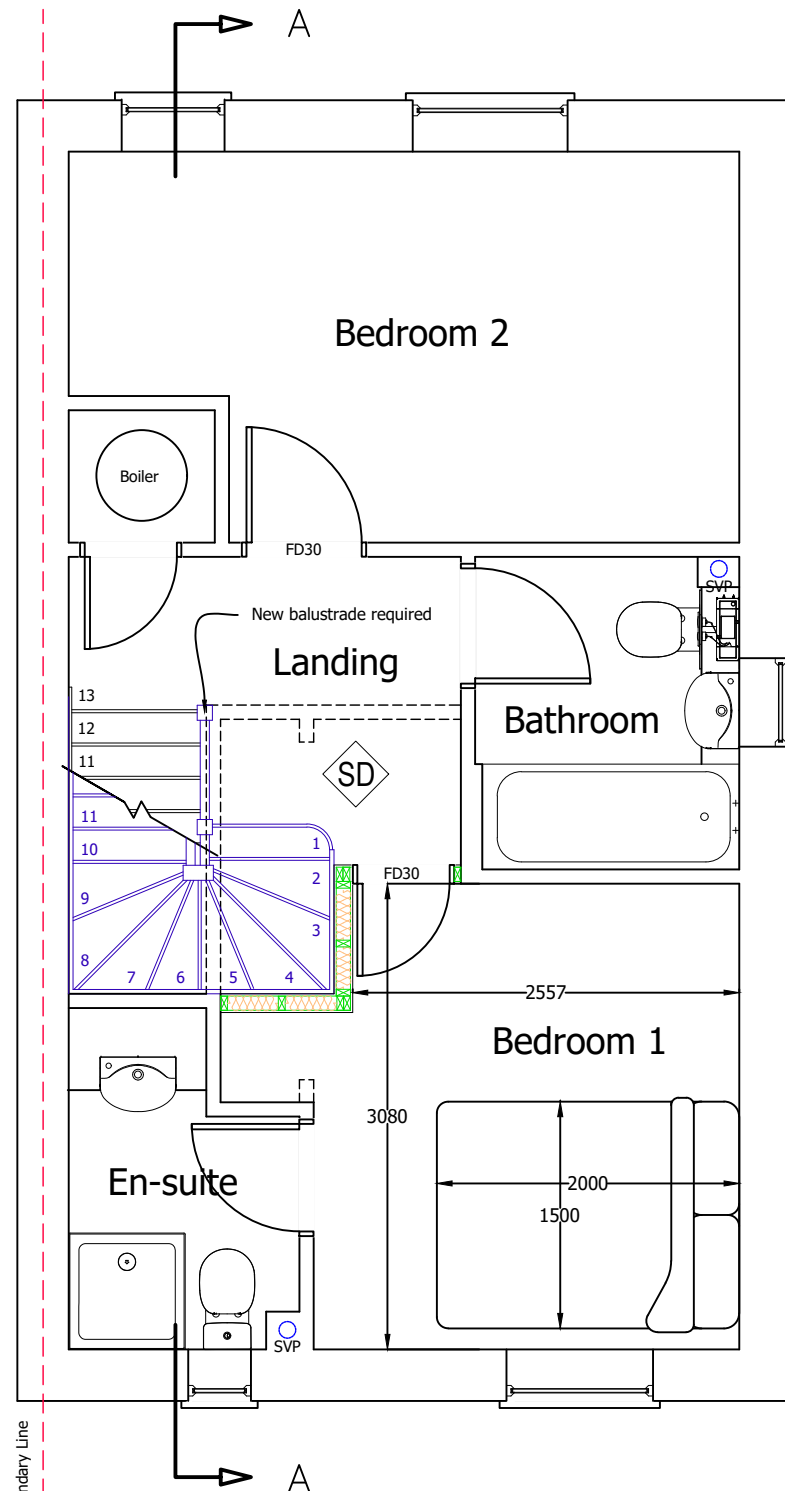 A
Bedroom 2
Boiler
FD30
SVP
New balustrade required
Landing
13
12
11
11
10
9
8
7
6
5
4
3
2
1
Bathroom
SD
FD30
2557
Bedroom 1
3080
2000
1500
En-suite
SVP
ndary Line
A